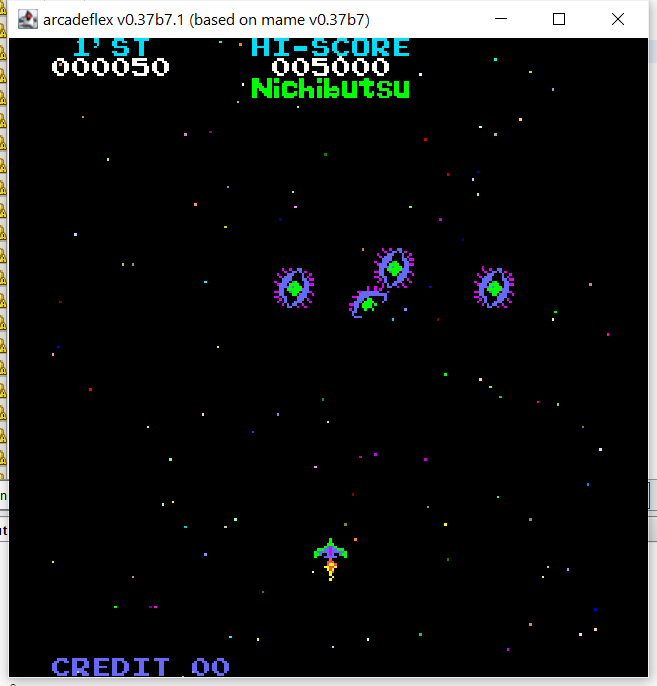 arcadeflex v0.37b7.1 (based on mame v0.37b7)
1'ST HI-SCORE
000050 005000
Nichibutsu
CREDIT 00